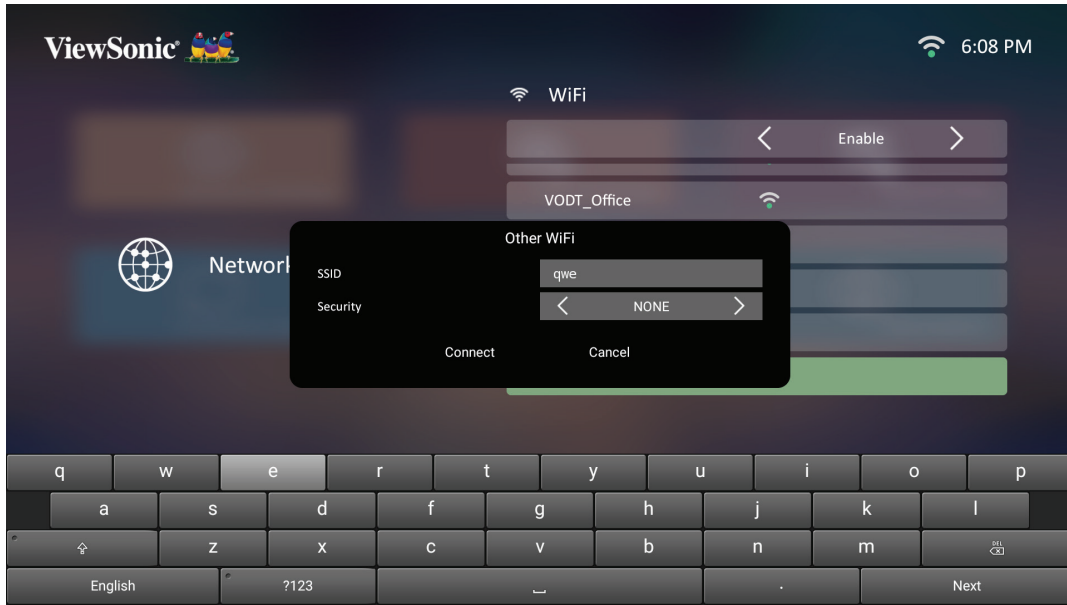 ViewSonic® 6:08 PM
WiFi
Enable
VODT_Office
Other WiFi
Network
SSID qwe
Security NONE
Connect Cancel
q w e r t y u i o p
a s d f g h j k l
z x c v b n m DEL
English ?123 . Next